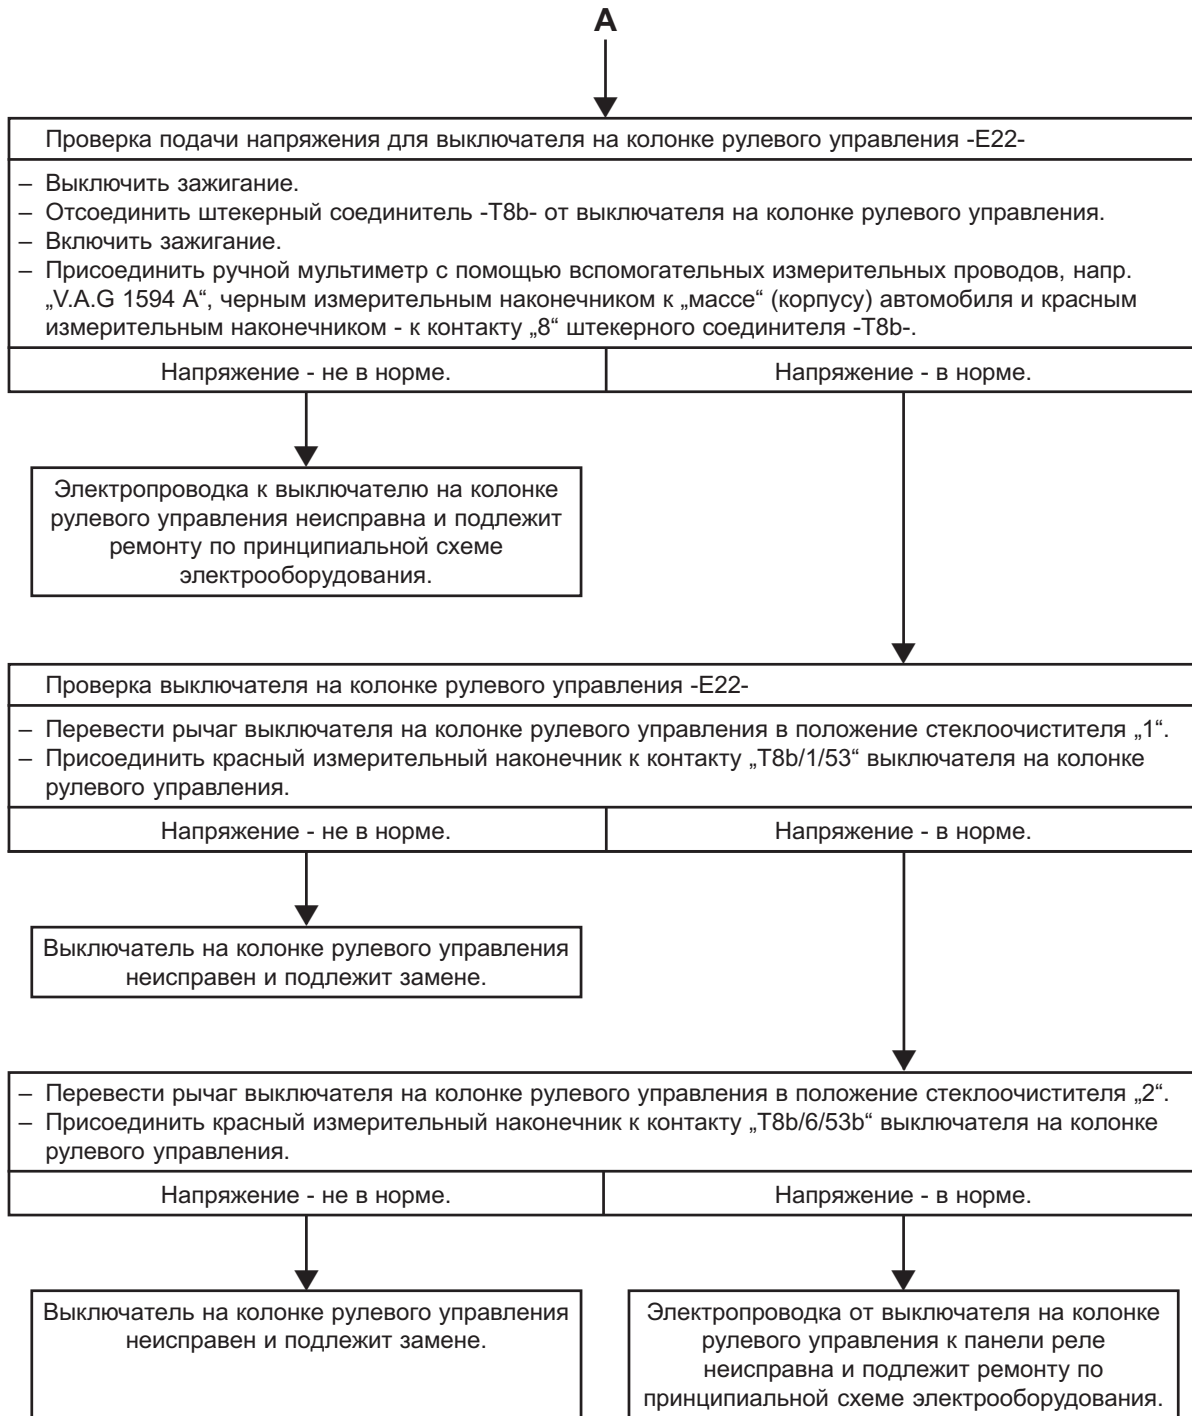 A
Проверка подачи напряжения для выключателя на колонке рулевого управления -E22-
– Выключить зажигание.
– Отсоединить штекерный соединитель -T8b- от выключателя на колонке рулевого управления.
– Включить зажигание.
– Присоединить ручной мультиметр с помощью вспомогательных измерительных проводов, напр.
„V.A.G 1594 A“, черным измерительным наконечником к „массе“ (корпусу) автомобиля и красным
измерительным наконечником - к контакту „8“ штекерного соединителя -T8b-.
Напряжение - не в норме.
Напряжение - в норме.
Электропроводка к выключателю на колонке
рулевого управления неисправна и подлежит
ремонту по принципиальной схеме
электрооборудования.
Проверка выключателя на колонке рулевого управления -E22-
– Перевести рычаг выключателя на колонке рулевого управления в положение стеклоочистителя „1“.
– Присоединить красный измерительный наконечник к контакту „T8b/1/53“ выключателя на колонке
рулевого управления.
Напряжение - не в норме.
Напряжение - в норме.
Выключатель на колонке рулевого управления
неисправен и подлежит замене.
– Перевести рычаг выключателя на колонке рулевого управления в положение стеклоочистителя „2“.
– Присоединить красный измерительный наконечник к контакту „T8b/6/53b“ выключателя на колонке
рулевого управления.
Напряжение - не в норме.
Напряжение - в норме.
Выключатель на колонке рулевого управления
неисправен и подлежит замене.
Электропроводка от выключателя на колонке
рулевого управления к панели реле
неисправна и подлежит ремонту по
принципиальной схеме электрооборудования.